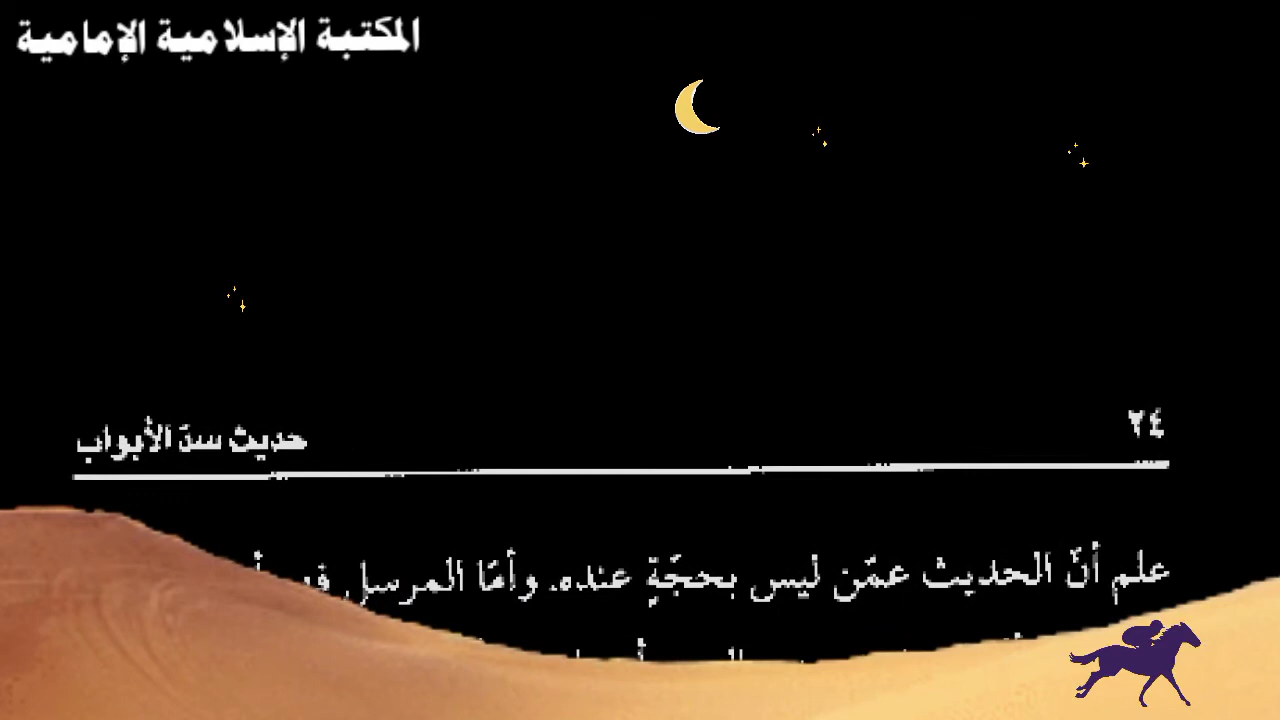 المكتبة الإسلامية الإمامية
٢٤
حديث سدّ الأبواب
علم أنّ الحديث عمّن ليس بحجّةٍ عنده. وأمّا المرسل